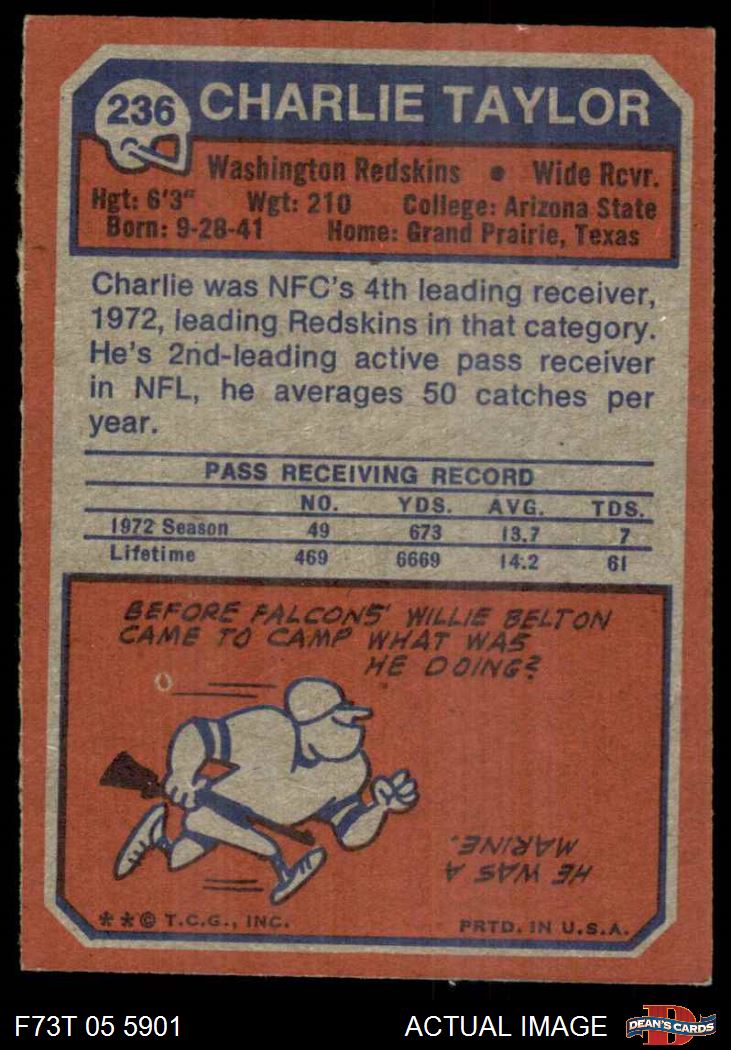 236 CHARLIE TAYLOR
Washington Redskins • Wide Rcvr.
Hgt: 6'3" Wgt: 210 College: Arizona State
Born: 9-28-41 Home: Grand Prairie, Texas
Charlie was NFC's 4th leading receiver,
1972, leading Redskins in that category.
He's 2nd-leading active pass receiver
in NFL, he averages 50 catches per
year.
PASS RECEIVING RECORD
NO. YDS. AVG. TDS.
1972 Season 49 673 13.7 7
Lifetime 469 6669 14.2 61
BEFORE FALCONS' WILLIE BELTON
CAME TO CAMP WHAT WAS
HE DOING?
HE WAS A
MARINE.
**© T.C.G., INC. PRTD. IN U.S.A.
F73T 05 5901 ACTUAL IMAGE D DEAN'S CARDS